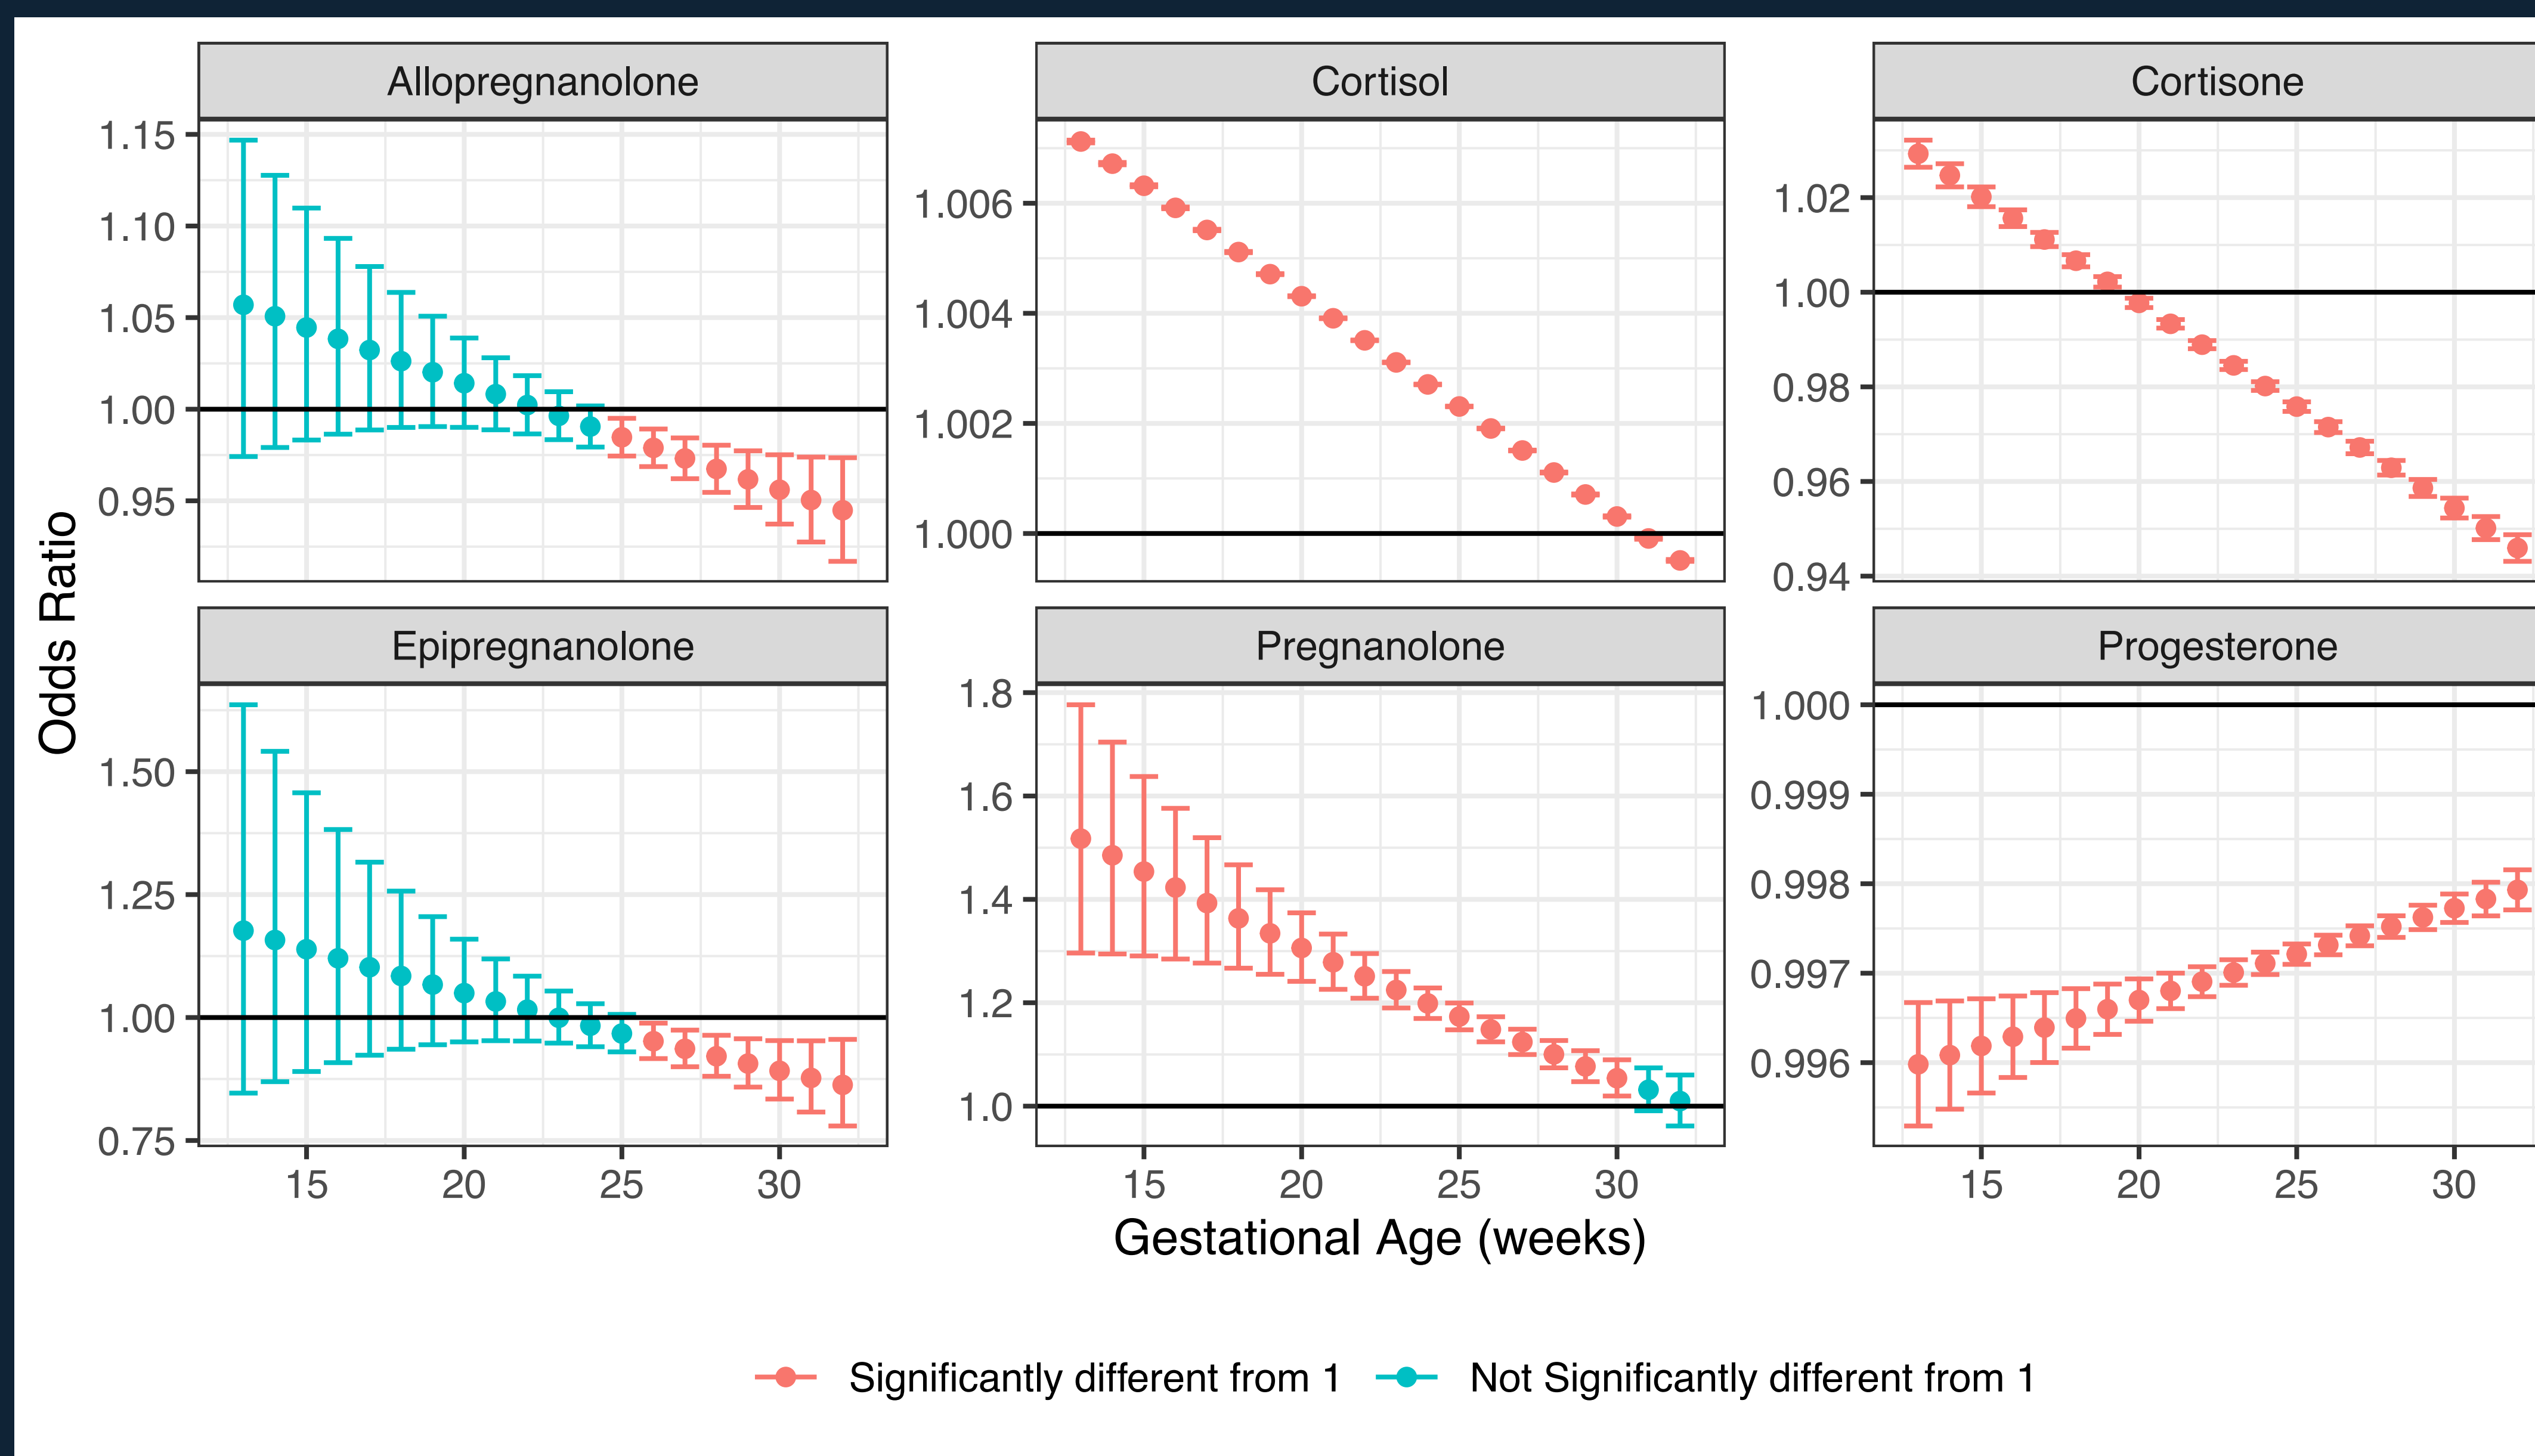 Allopregnanolone
Cortisol
Cortisone
1.15
1.10
1.05
1.00
0.95
1.006
1.004
1.002
1.000
1.02
1.00
0.98
0.96
0.94
Odds Ratio
Epipregnanolone
Pregnanolone
Progesterone
1.50
1.25
1.00
0.75
1.8
1.6
1.4
1.2
1.0
1.000
0.999
0.998
0.997
0.996
15 20 25 30
15 20 25 30
15 20 25 30
Gestational Age (weeks)
Significantly different from 1
Not Significantly different from 1